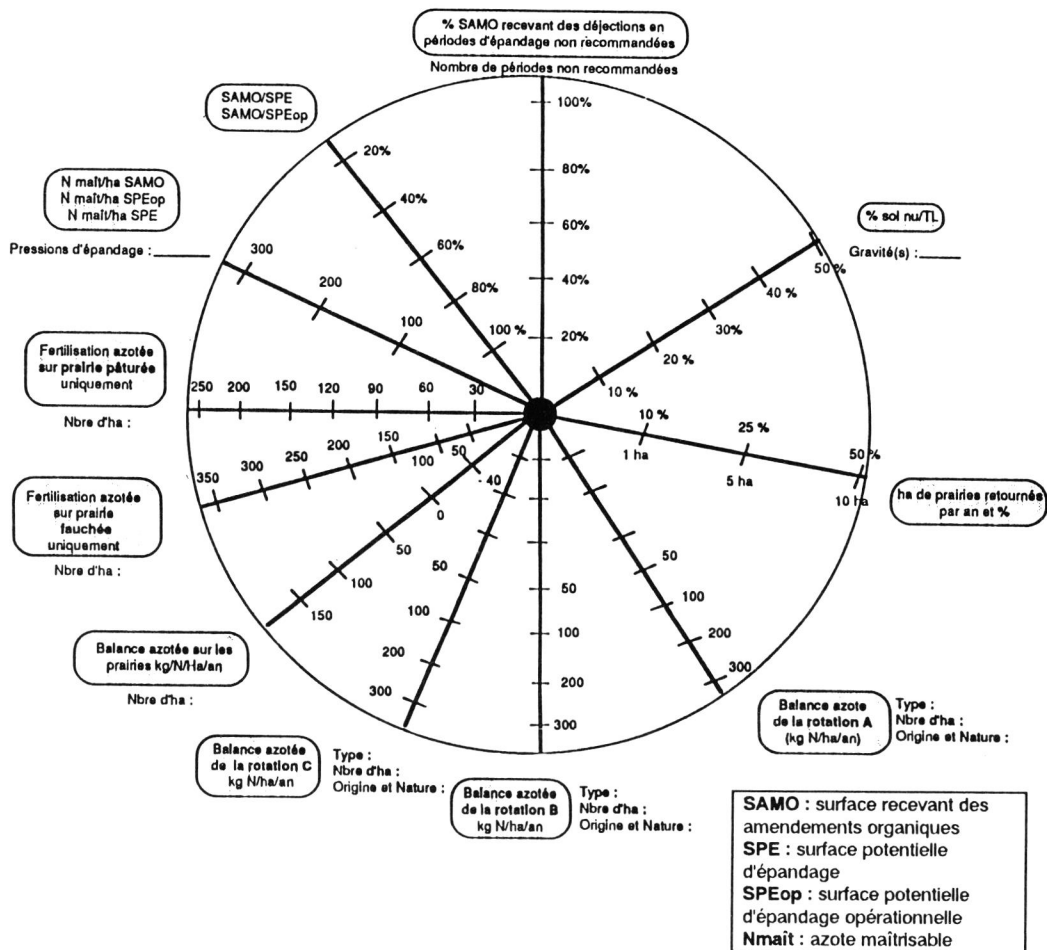 % SAMO recevant des déjections en
périodes d'épandage non recommandées
Nombre de périodes non recommandées
100%
80%
60%
40%
20%
SAMO/SPE
SAMO/SPEop
20%
40%
60%
80%
100 %
N maît/ha SAMO
N maît/ha SPEop
N maît/ha SPE
Pressions d'épandage :
300
200
100
% sol nu/TL
Gravité(s) :
50 %
40 %
30%
20 %
10 %
Fertilisation azotée
sur prairie pâturée
uniquement
Nbre d'ha :
250 200 150 120 90 60 30
10 %
25 %
50 %
1 ha
5 ha
10 ha
ha de prairies retournés
par an et %
Fertilisation azotée
sur prairie
fauchée
uniquement
Nbre d'ha :
350
300
250
200
150
100
50
Balance azotée sur les
prairies kg/N/Ha/an
Nbre d'ha :
0
50
100
150
Balance azotée
de la rotation C
kg N/ha/an
Type :
Nbre d'ha :
Origine et Nature :
40
50
100
200
300
Balance azotée
de la rotation B
kg N/ha/an
Type :
Nbre d'ha :
Origine et Nature :
50
100
200
300
Balance azote
de la rotation A
(kg N/ha/an)
Type :
Nbre d'ha :
Origine et Nature :
50
100
200
300
SAMO : surface recevant des
amendements organiques
SPE : surface potentielle
d'épandage
SPEop : surface potentielle
d'épandage opérationnelle
Nmaît : azote maîtrisable